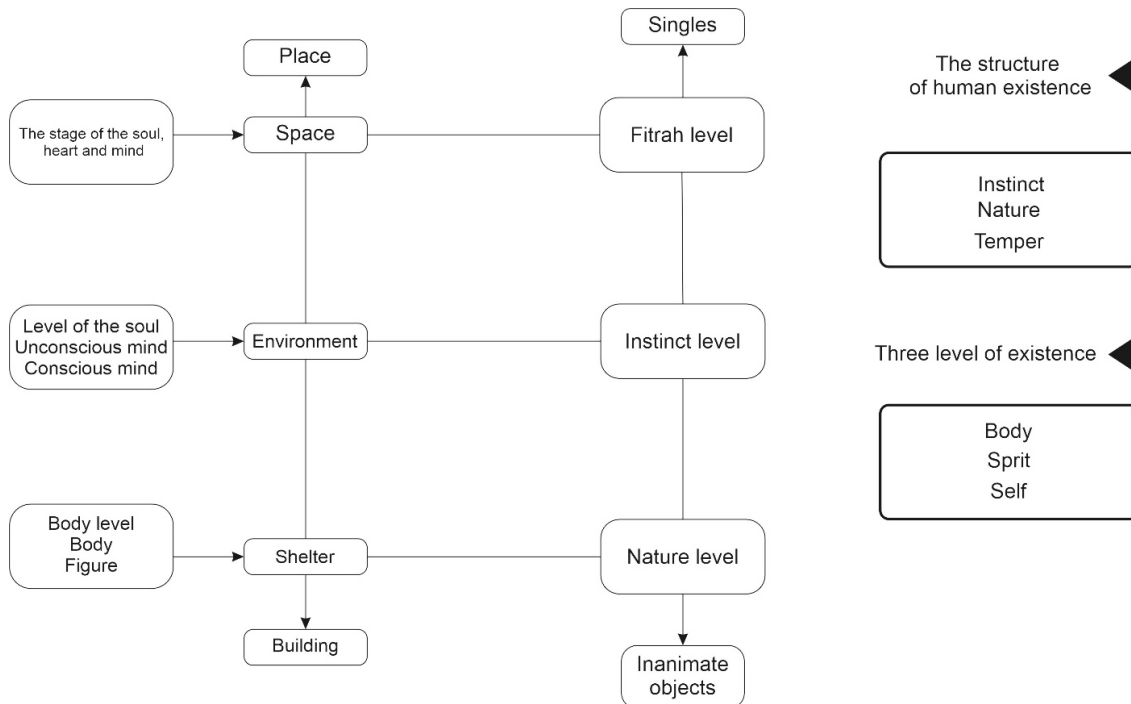 Place
Singles
The stage of the soul,
heart and mind
Space
Fitrah level
The structure
of human existence
Instinct
Nature
Temper
Level of the soul
Unconscious mind
Conscious mind
Environment
Instinct level
Three level of existence
Body
Sprit
Self
Body level
Body
Figure
Shelter
Nature level
Building
Inanimate
objects